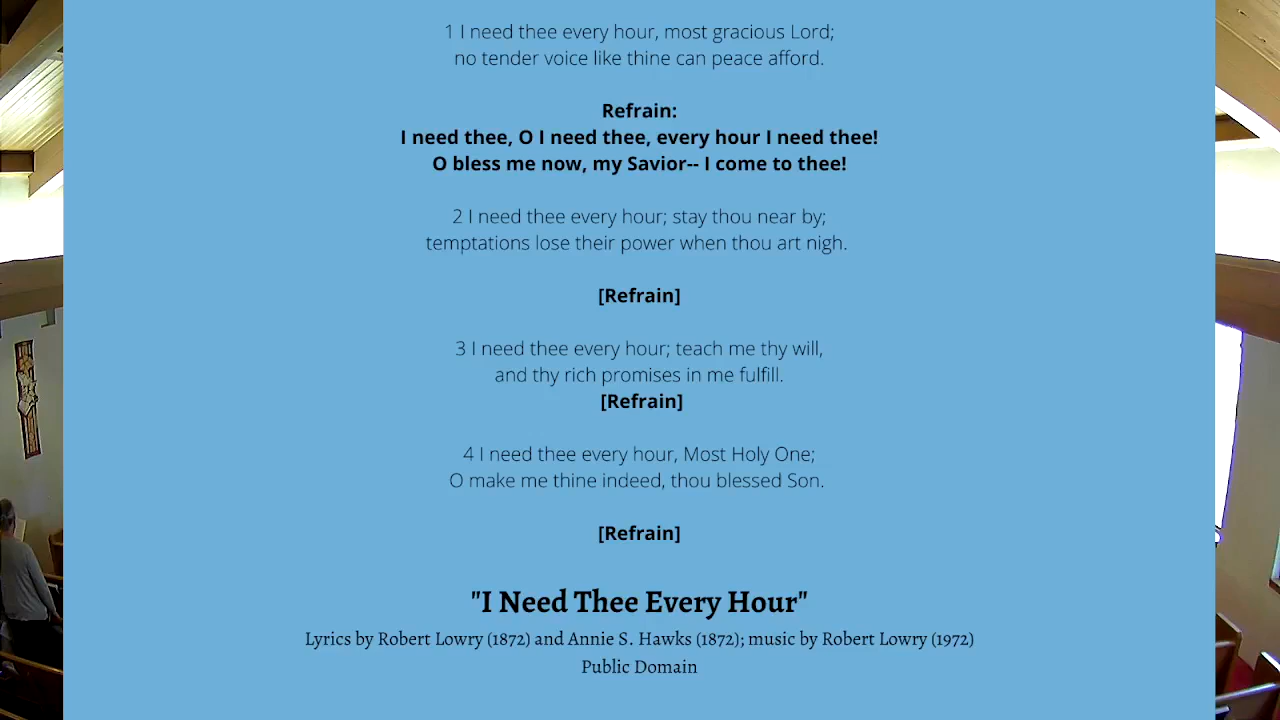 1 I need thee every hour, most gracious Lord;
no tender voice like thine can peace afford.
Refrain:
I need thee, O I need thee, every hour I need thee!
O bless me now, my Savior-- I come to thee!
2 I need thee every hour; stay thou near by;
temptations lose their power when thou art nigh.
[Refrain]
3 I need thee every hour; teach me thy will,
and thy rich promises in me fulfill.
[Refrain]
4 I need thee every hour, Most Holy One;
O make me thine indeed, thou blessed Son.
[Refrain]
"I Need Thee Every Hour"
Lyrics by Robert Lowry (1872) and Annie S. Hawks (1872); music by Robert Lowry (1972)
Public Domain